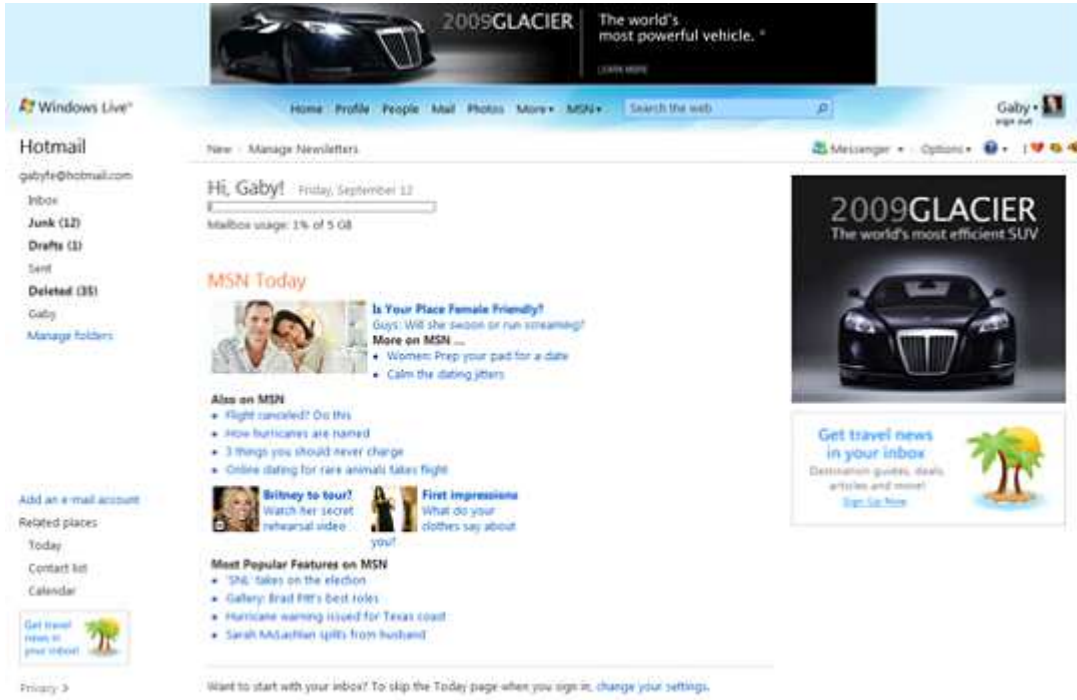 2009GLACIER
The world's
most powerful vehicle.
LEARN MORE
Windows Live
Home Profile People Mail Photos More MSN Search the web
Gaby
sign out
Hotmail
New Manage Newsletters
Messenger Options
gabyfe@hotmail.com
Inbox
Junk (12)
Drafts (1)
Sent
Deleted (35)
Gaby
Manage folders
Add an e-mail account
Related places
Today
Contact list
Calendar
Get travel
news in
your inbox!
Privacy
Hi, Gaby! Friday, September 12
Mailbox usage: 1% of 5 GB
MSN Today
Is Your Place Female Friendly?
Guys: Will she swoon or run screaming?
More on MSN ...
Women: Prep your pad for a date
Calm the dating jitters
Also on MSN
Flight canceled? Do this
How hurricanes are named
3 things you should never charge
Online dating for rare animals takes flight
Britney to tour?
Watch her secret
rehearsal video
First impressions
What do your
clothes say about
you?
Most Popular Features on MSN
'SNL' takes on the election
Gallery: Brad Pitt's best roles
Hurricane warning issued for Texas coast
Sarah McLachlan splits from husband
Want to start with your inbox? To skip the Today page when you sign in, change your settings.
2009GLACIER
The world's most efficient SUV
Get travel news
in your inbox
Destination guides, deals,
articles and more!
Sign Up Now